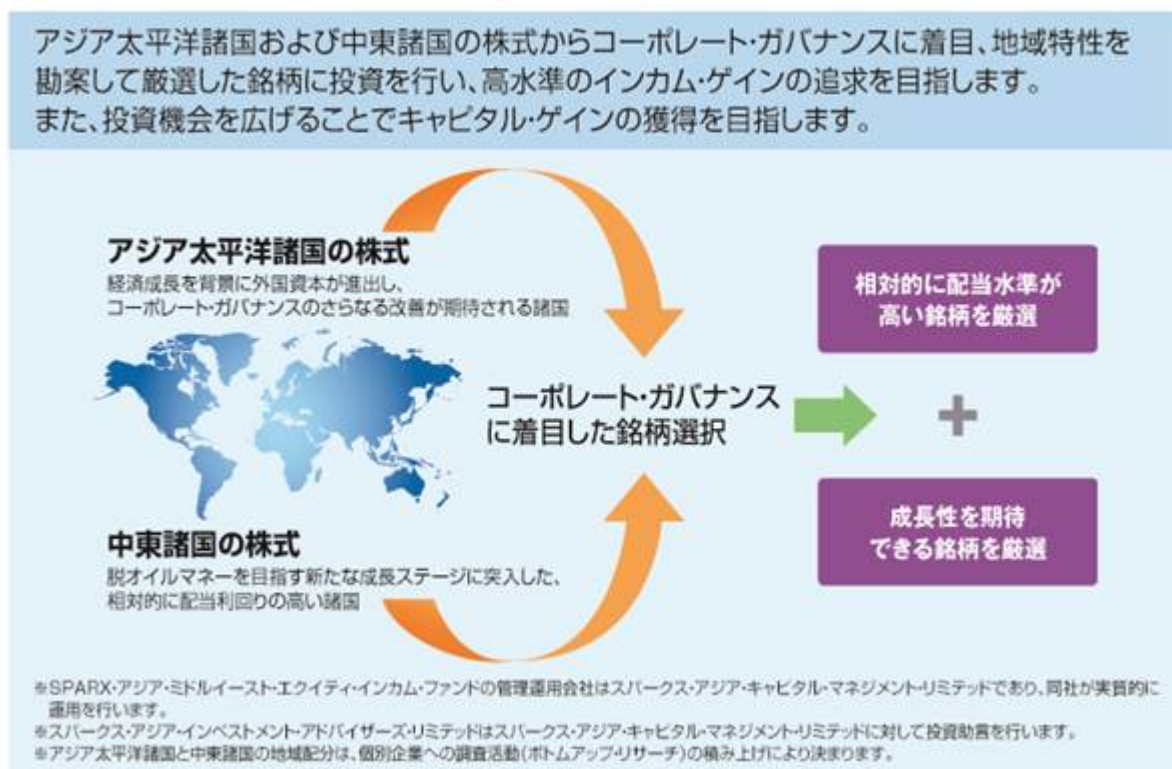 アジア太平洋諸国および中東諸国の株式からコーポレート・ガバナンスに着目、地域特性を
勘案して厳選した銘柄に投資を行い、高水準のインカム・ゲインの追求を目指します。
また、投資機会を広げることでキャピタル・ゲインの獲得を目指します。
アジア太平洋諸国の株式
経済成長を背景に外国資本が進出し、
コーポレート・ガバナンスのさらなる改善が期待される諸国
コーポレート・ガバナンス
に着目した銘柄選択
中東諸国の株式
脱オイルマネーを目指す新たな成長ステージに突入した、
相対的に配当利回りの高い諸国
相対的に配当水準が
高い銘柄を厳選
+
成長性を期待
できる銘柄を厳選
※SPARX・アジア・ミドルイースト・エクイティ・インカム・ファンドの管理運用会社はスパークス・アジア・キャピタル・マネジメント・リミテッドであり、同社が実質的に
運用を行います。
※スパークス・アジア・インベストメント・アドバイザーズ・リミテッドはスパークス・アジア・キャピタル・マネジメント・リミテッドに対して投資助言を行います。
※アジア太平洋諸国と中東諸国の地域配分は、個別企業への調査活動(ボトムアップ・リサーチ)の積み上げにより決まります。